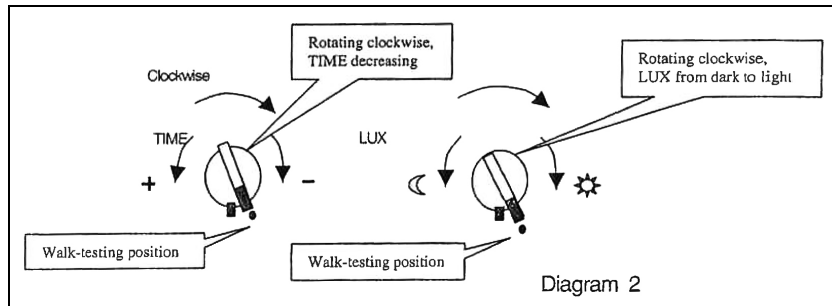 Rotating clockwise,
TIME decreasing
Rotating clockwise,
LUX from dark to light
Clockwise
TIME
LUX
+
-
Walk-testing position
Walk-testing position
Diagram 2